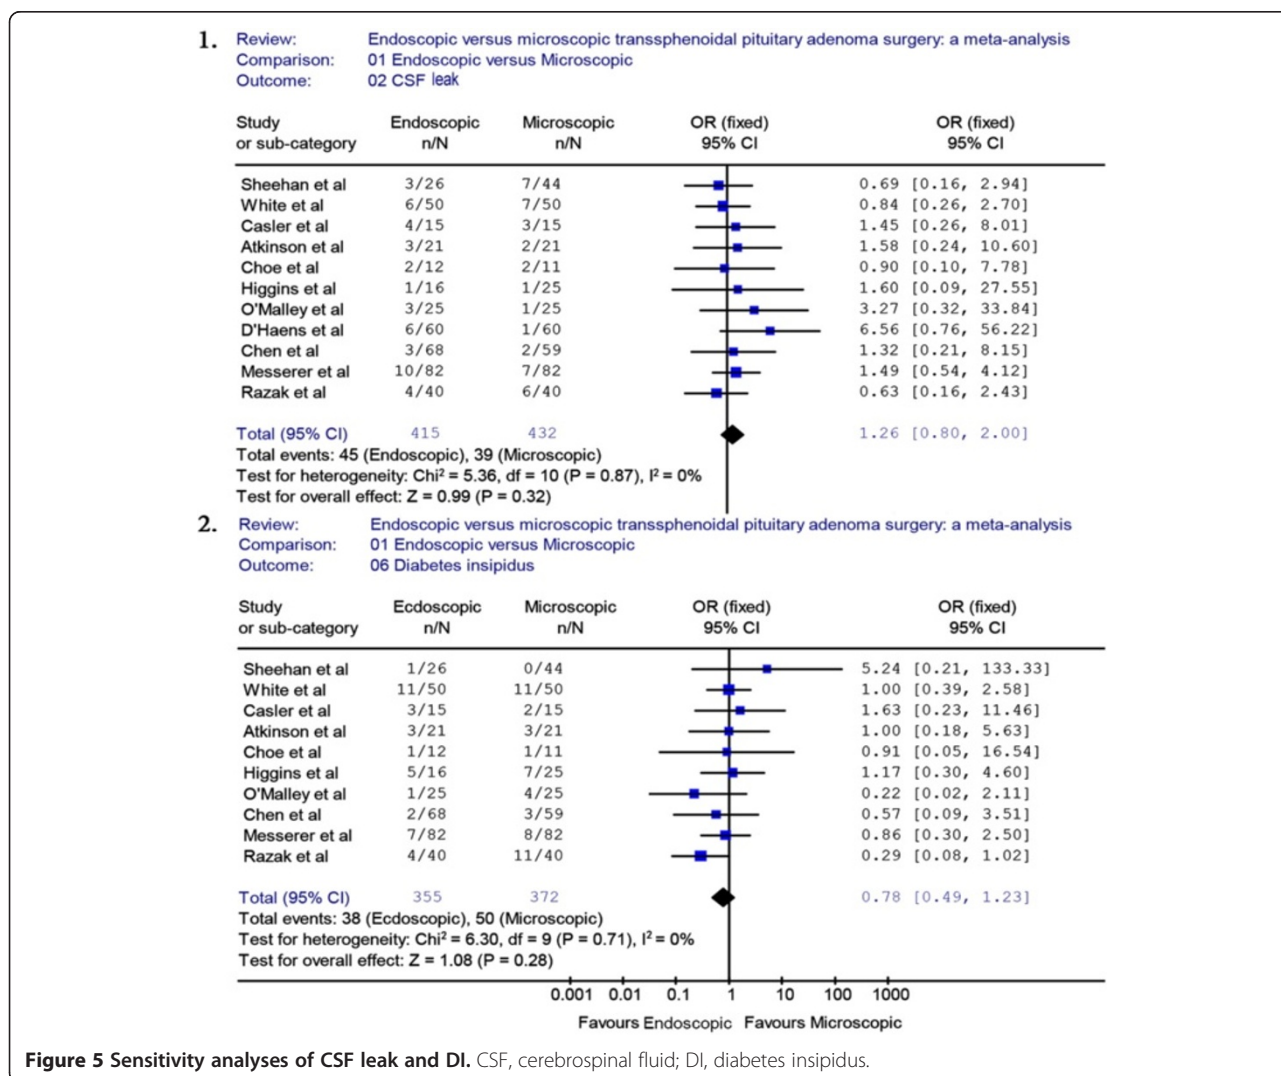 1. Review: Endoscopic versus microscopic transsphenoidal pituitary adenoma surgery: a meta-analysis
Comparison: 01 Endoscopic versus Microscopic
Outcome: 02 CSF leak
Study Endoscopic Microscopic OR (fixed) OR (fixed)
or sub-category n/N n/N 95% CI 95% CI
Sheehan et al 3/26 7/44 0.69 [0.16, 2.94]
White et al 6/50 7/50 0.84 [0.26, 2.70]
Casler et al 4/15 3/15 1.45 [0.26, 8.01]
Atkinson et al 3/21 2/21 1.58 [0.24, 10.60]
Choe et al 2/12 2/11 0.90 [0.10, 7.78]
Higgins et al 1/16 1/25 1.60 [0.09, 27.55]
O'Malley et al 3/25 1/25 3.27 [0.32, 33.84]
D'Haens et al 6/60 1/60 6.56 [0.76, 56.22]
Chen et al 3/68 2/59 1.32 [0.21, 8.15]
Messerer et al 10/82 7/82 1.49 [0.54, 4.12]
Razak et al 4/40 6/40 0.63 [0.16, 2.43]
Total (95% CI) 415 432 1.26 [0.80, 2.00]
Total events: 45 (Endoscopic), 39 (Microscopic)
Test for heterogeneity: Chi² = 5.36, df = 10 (P = 0.87), I² = 0%
Test for overall effect: Z = 0.99 (P = 0.32)
2. Review: Endoscopic versus microscopic transsphenoidal pituitary adenoma surgery: a meta-analysis
Comparison: 01 Endoscopic versus Microscopic
Outcome: 06 Diabetes insipidus
Study Ecdoscopic Microscopic OR (fixed) OR (fixed)
or sub-category n/N n/N 95% CI 95% CI
Sheehan et al 1/26 0/44 5.24 [0.21, 133.33]
White et al 11/50 11/50 1.00 [0.39, 2.58]
Casler et al 3/15 2/15 1.63 [0.23, 11.46]
Atkinson et al 3/21 3/21 1.00 [0.18, 5.63]
Choe et al 1/12 1/11 0.91 [0.05, 16.54]
Higgins et al 5/16 7/25 1.17 [0.30, 4.60]
O'Malley et al 1/25 4/25 0.22 [0.02, 2.11]
Chen et al 2/68 3/59 0.57 [0.09, 3.51]
Messerer et al 7/82 8/82 0.86 [0.30, 2.50]
Razak et al 4/40 11/40 0.29 [0.08, 1.02]
Total (95% CI) 355 372 0.78 [0.49, 1.23]
Total events: 38 (Ecdoscopic), 50 (Microscopic)
Test for heterogeneity: Chi² = 6.30, df = 9 (P = 0.71), I² = 0%
Test for overall effect: Z = 1.08 (P = 0.28)
0.001 0.01 0.1 1 10 100 1000
Favours Endoscopic Favours Microscopic
Figure 5 Sensitivity analyses of CSF leak and DI. CSF, cerebrospinal fluid; DI, diabetes insipidus.